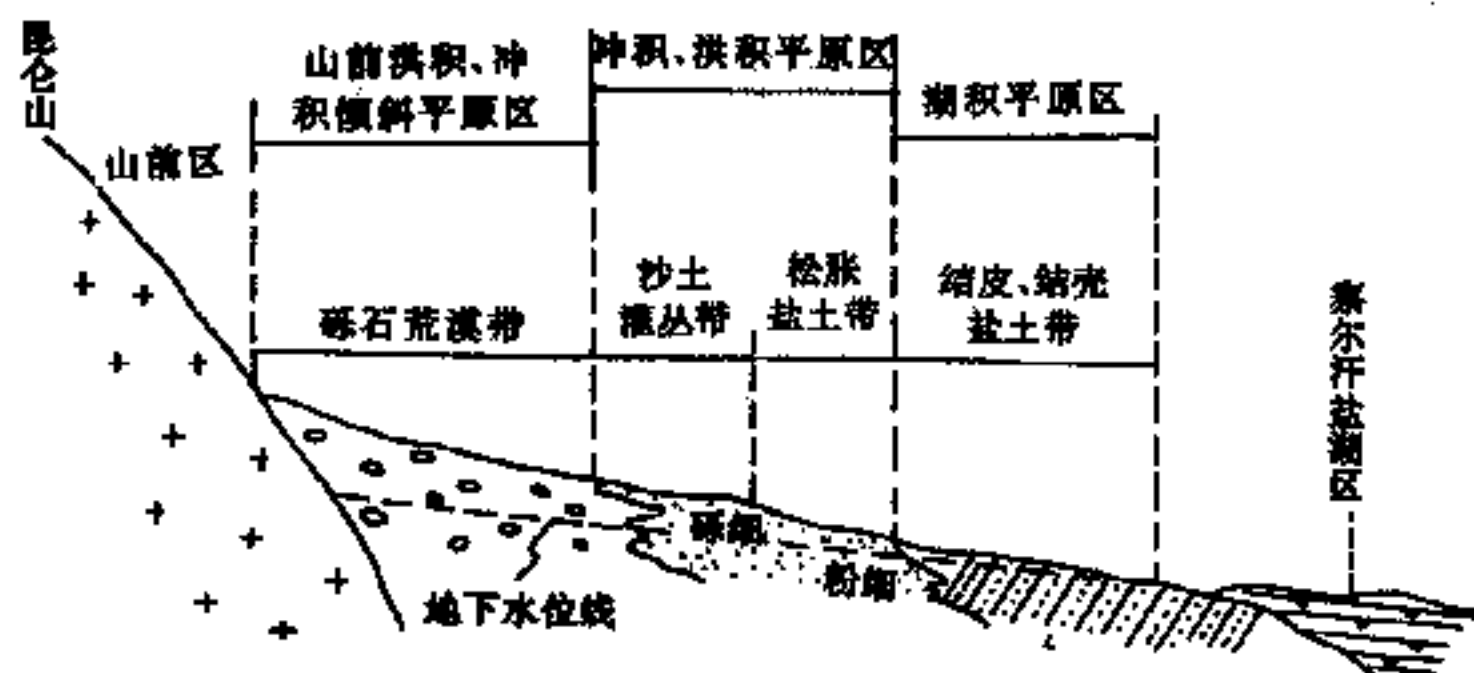 昆仑山
山前区
山前洪积、冲
积倾斜平原区
冲积、洪积平原区
湖积平原区
砾石荒漠带
沙土
灌丛带
松胀
盐土带
结皮、结壳
盐土带
察尔汗盐湖区
砾细
粉细
地下水位线